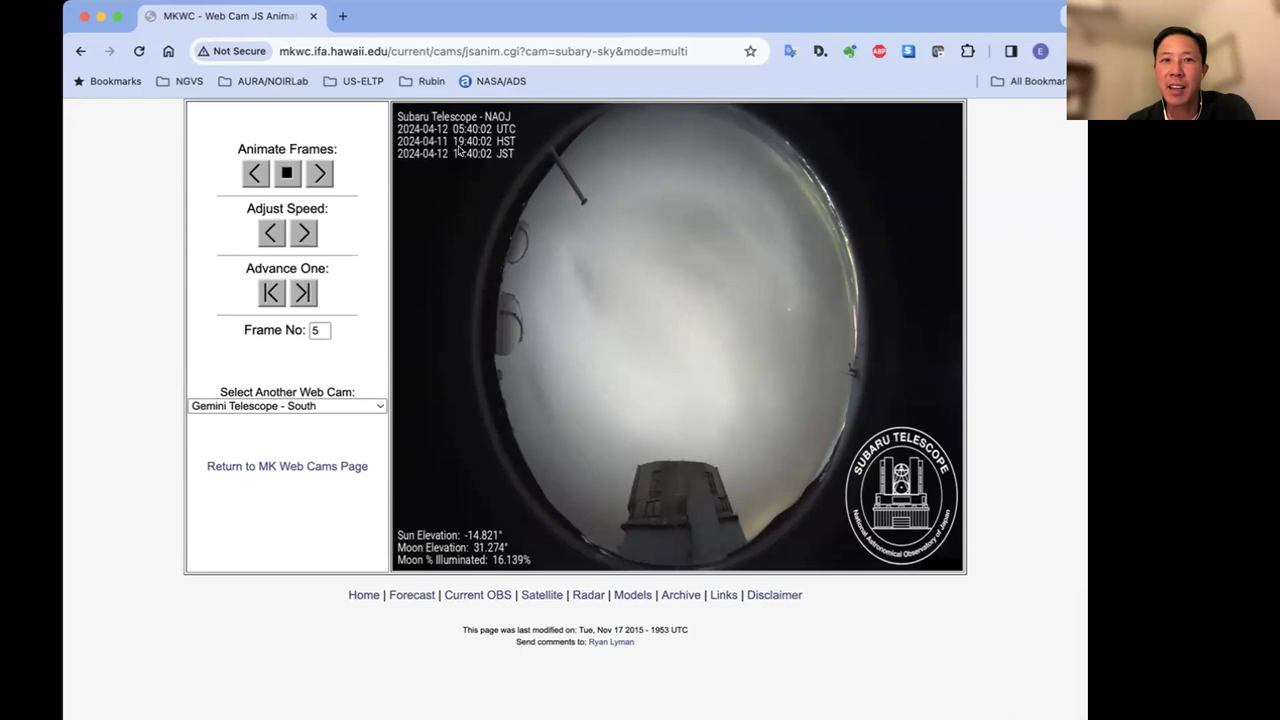 MKWC - Web Cam JS Anima
Not Secure
mkwc.ifa.hawaii.edu/current/cams/jsanim.cgi?cam=subary-sky&mode=multi
E
Bookmarks NGVS AURA/NOIRLab US-ELTP Rubin NASA/ADS All Bookmar
Animate Frames:
Adjust Speed:
Advance One:
Frame No: 5
Select Another Web Cam:
Gemini Telescope - South
Return to MK Web Cams Page
Subaru Telescope - NAOJ
2024-04-12 05:40:02 UTC
2024-04-11 19:40:02 HST
2024-04-12 :40:02 JST
Sun Elevation: -14.821°
Moon Elevation: 31.274°
Moon % Illuminated: 16.139%
SUBARU TELESCOPE
National Astronomical Observatory of Japan
Home | Forecast | Current OBS | Satellite | Radar | Models | Archive | Links | Disclaimer
This page was last modified on: Tue, Nov 17 2015 - 1953 UTC
Send comments to: Ryan Lyman